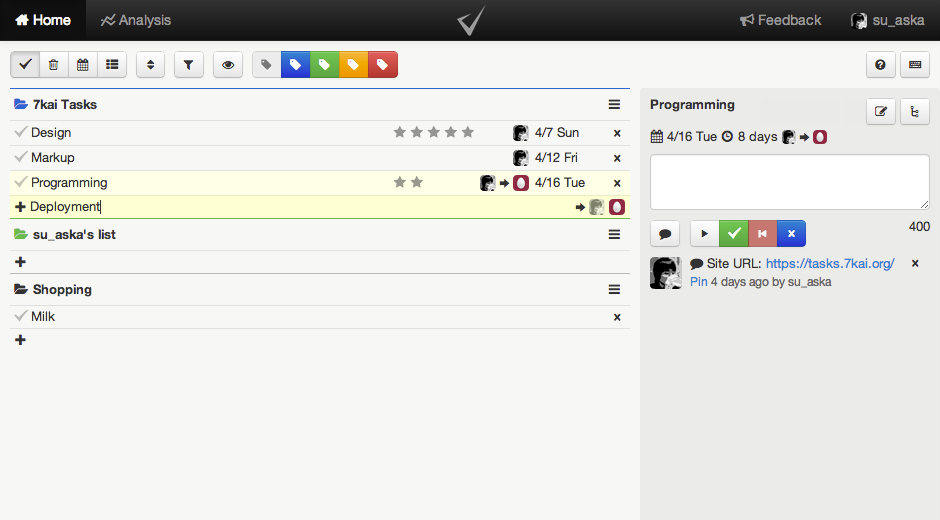 Home Analysis Feedback su_aska
7kai Tasks
Design 4/7 Sun
Markup 4/12 Fri
Programming 4/16 Tue
Deployment
su_aska's list
Shopping
Milk
Programming
4/16 Tue 8 days
400
Site URL: https://tasks.7kai.org/
Pin 4 days ago by su_aska